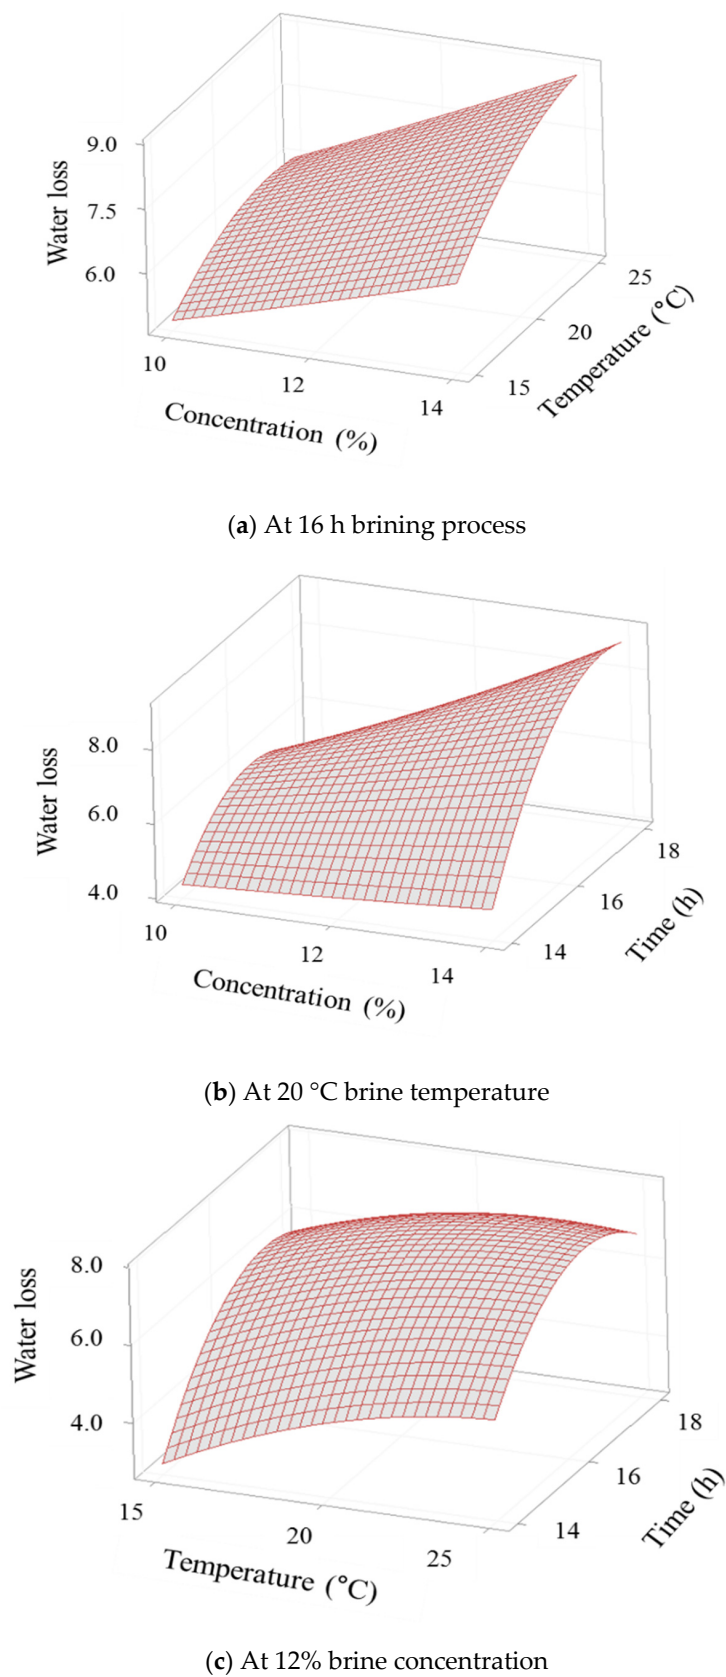 9.0
7.5
6.0
Water loss
10
12
14
Concentration (%)
15
20
25
Temperature (°C)
(a) At 16 h brining process
8.0
6.0
4.0
Water loss
10
12
14
Concentration (%)
14
16
18
Time (h)
(b) At 20 °C brine temperature
8.0
6.0
4.0
Water loss
15
20
25
Temperature (°C)
14
16
18
Time (h)
(c) At 12% brine concentration